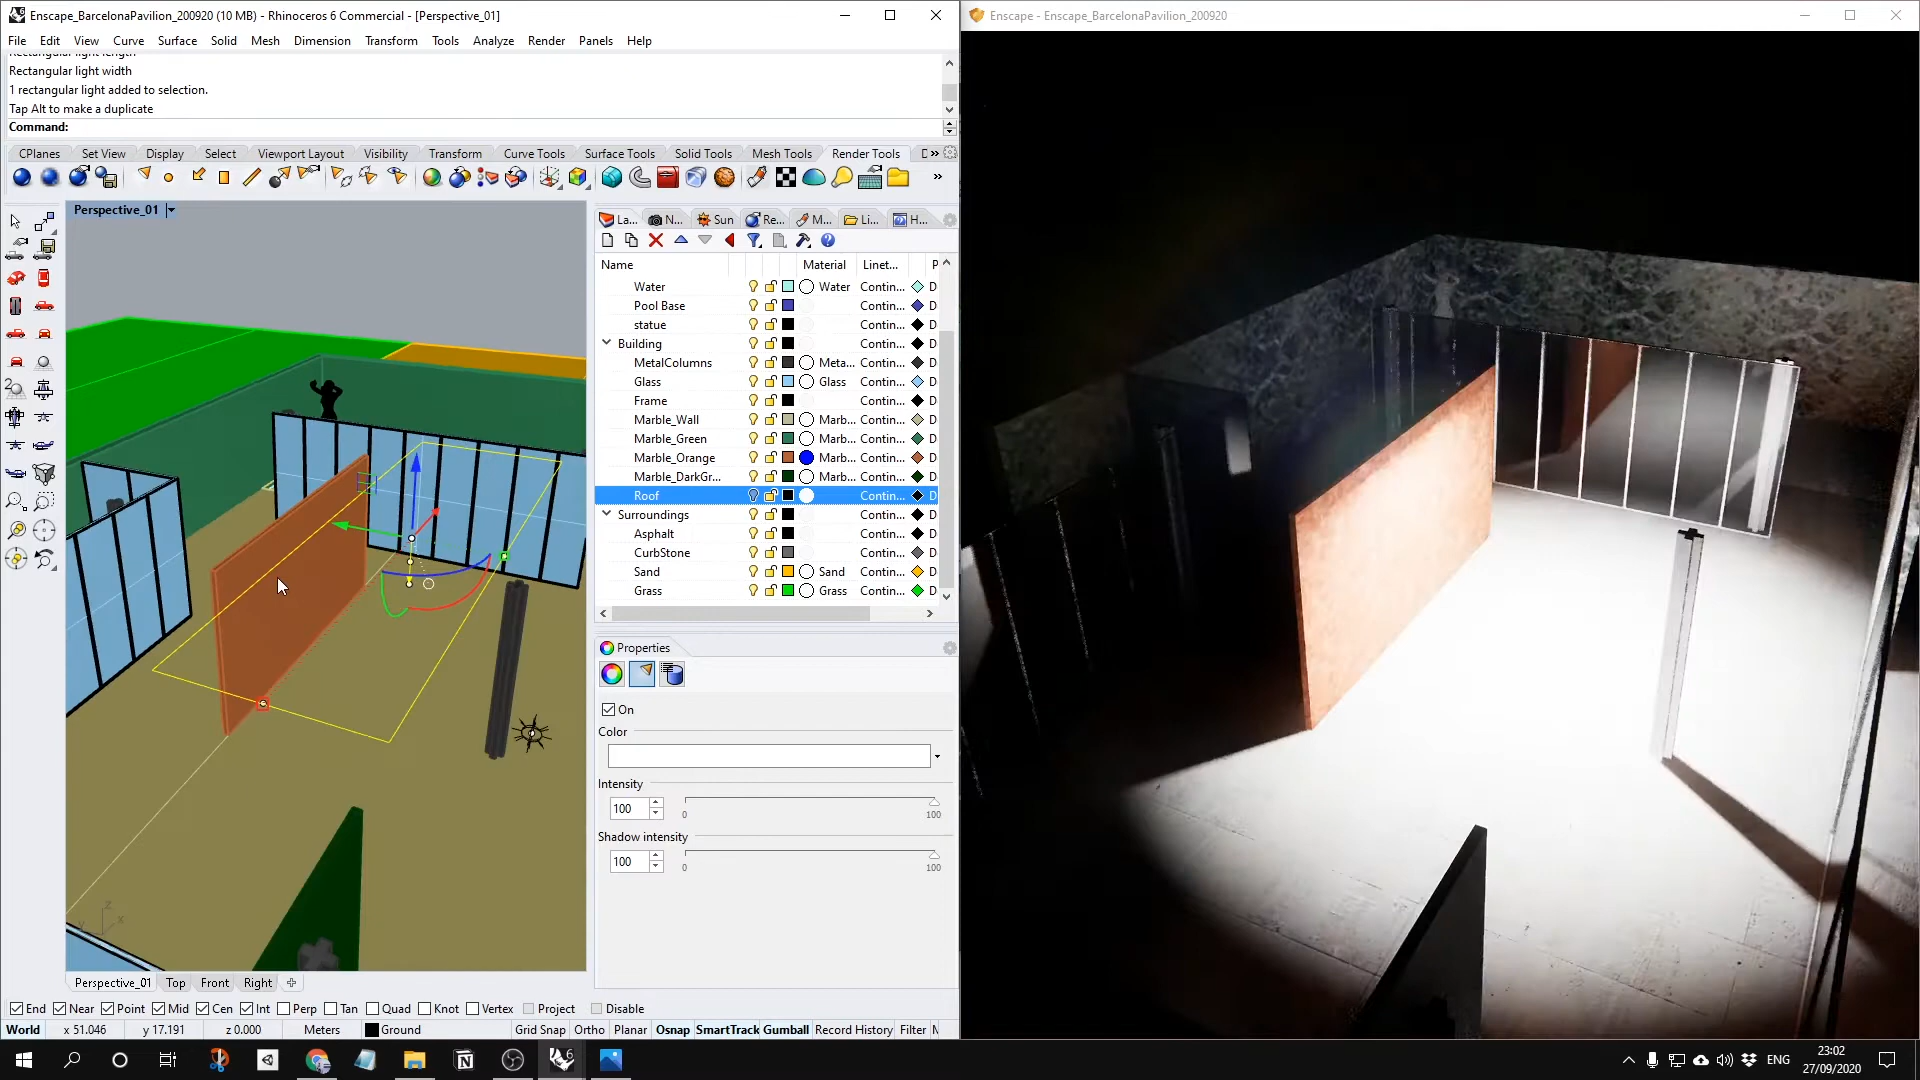 Enscape_BarcelonaPavilion_200920 (10 MB) - Rhinoceros 6 Commercial - [Perspective_01]
File Edit View Curve Surface Solid Mesh Dimension Transform Tools Analyze Render Panels Help
Rectangular light length
Rectangular light width
1 rectangular light added to selection.
Tap Alt to make a duplicate
Command:
CPlanes Set View Display Select Viewport Layout Visibility Transform Curve Tools Surface Tools Solid Tools Mesh Tools Render Tools D
Perspective_01
La... N... Sun Re... M... Li... H...
Name Material Linet... P
Water Water Contin... D
Pool Base Contin... D
statue Contin... D
Building Contin... D
MetalColumns Meta... Contin... D
Glass Glass Contin... D
Frame Contin... D
Marble_Wall Marb... Contin... D
Marble_Green Marb... Contin... D
Marble_Orange Marb... Contin... D
Marble_DarkGr... Marb... Contin... D
Roof Contin... D
Surroundings Contin... D
Asphalt Contin... D
CurbStone Contin... D
Sand Sand Contin... D
Grass Grass Contin... D
Properties
On
Color
Intensity
100
0 100
Shadow intensity
100
0 100
z
y x
Perspective_01 Top Front Right
End Near Point Mid Cen Int Perp Tan Quad Knot Vertex Project Disable
World x 51.046 y 17.191 z 0.000 Meters Ground Grid Snap Ortho Planar Osnap SmartTrack Gumball Record History Filter
Enscape - Enscape_BarcelonaPavilion_200920
ENG
23:02
27/09/2020